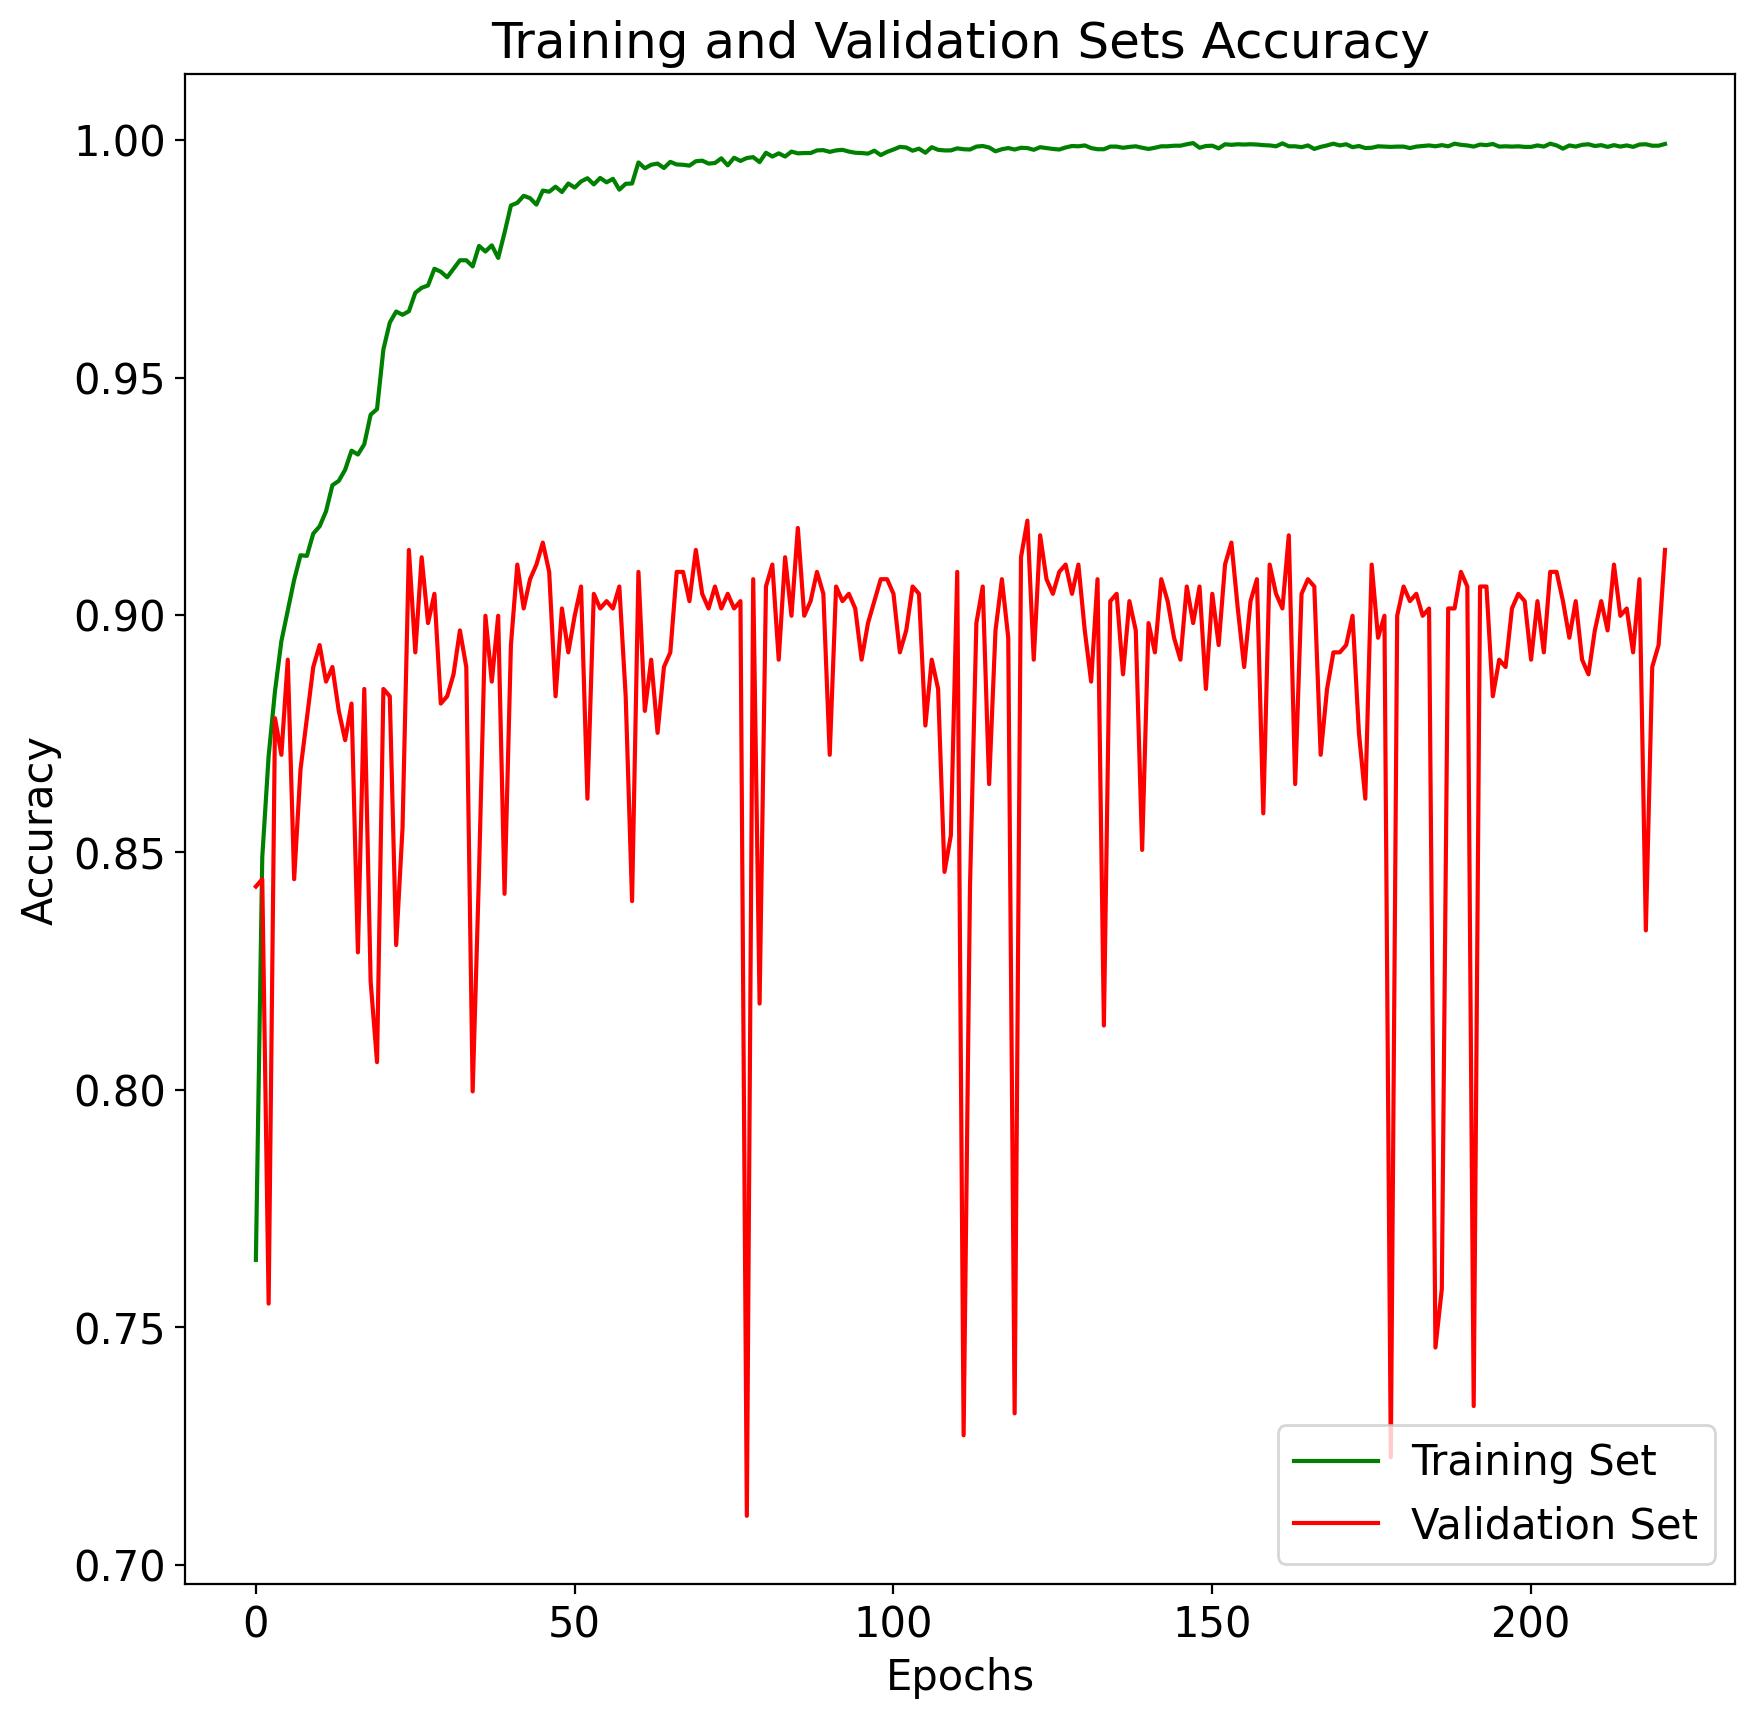 Training and Validation Sets Accuracy
1.00
0.95
0.90
0.85
0.80
0.75
0.70
Accuracy
0 50 100 150 200
Epochs
Training Set
Validation Set